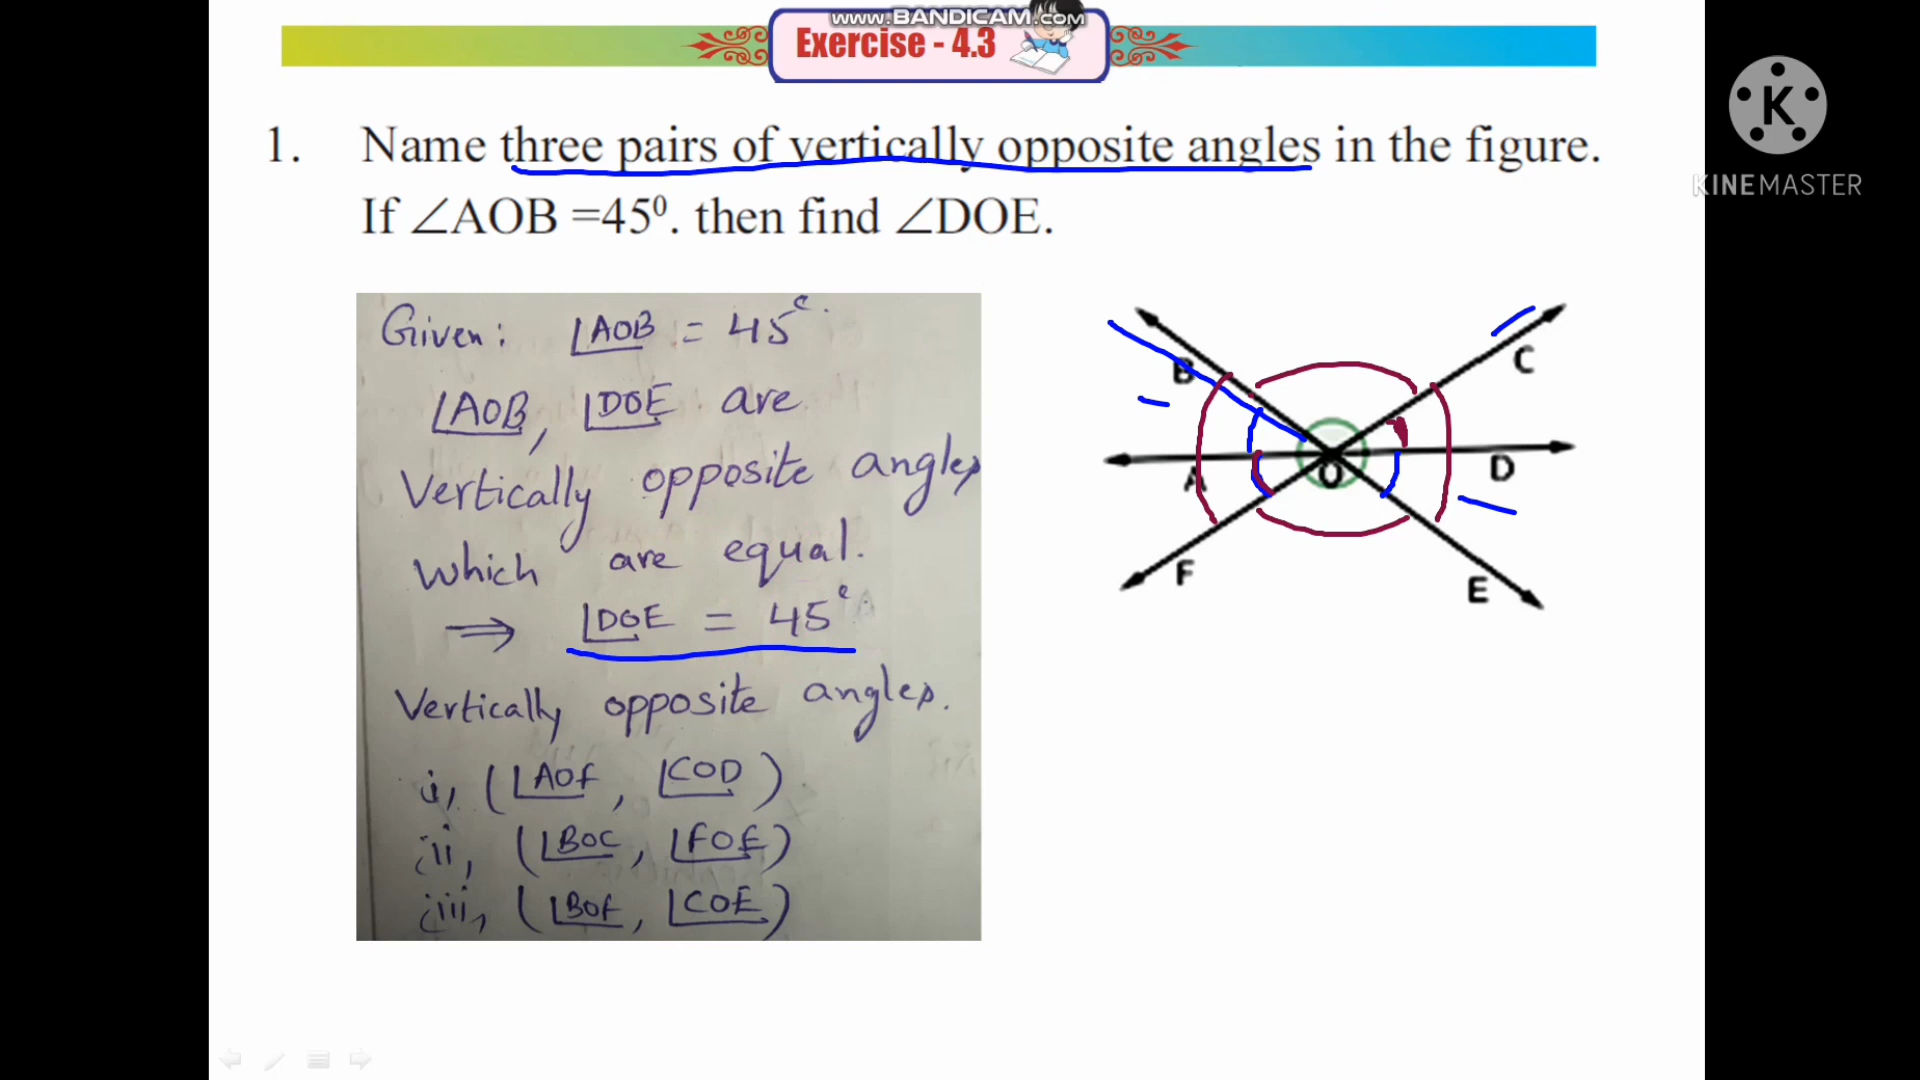 www.BANDICAM.com
Exercise - 4.3
K
KINEMASTER
1. Name three pairs of vertically opposite angles in the figure.
If ∠AOB =45⁰. then find ∠DOE.
Given: ∠AOB = 45°.
∠AOB, ∠DOE are
Vertically opposite angles
which are equal.
⇒ ∠DOE = 45°
Vertically opposite angles.
i, (∠AOF, ∠COD)
ii, (∠BOC, ∠FOE)
iii, (∠BOF, ∠COE)
B
C
A
O
D
F
E